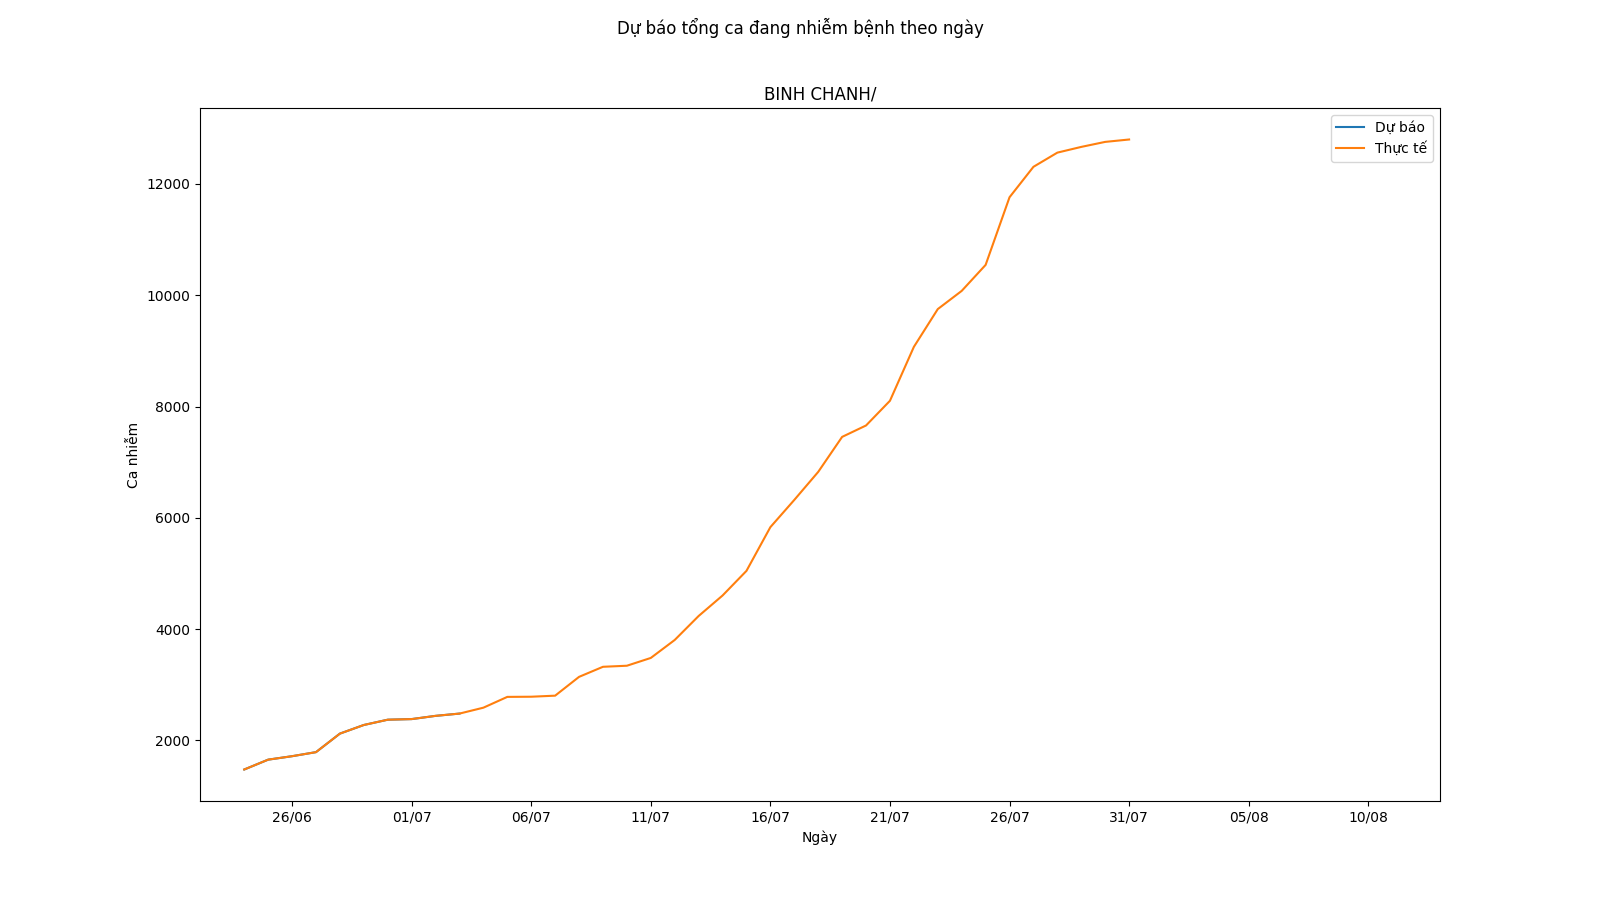 Dự báo tổng ca đang nhiễm bệnh theo ngày
BINH CHANH/
Dự báo
Thực tế
12000
10000
8000
6000
4000
2000
Ca nhiễm
26/06 01/07 06/07 11/07 16/07 21/07 26/07 31/07 05/08 10/08
Ngày